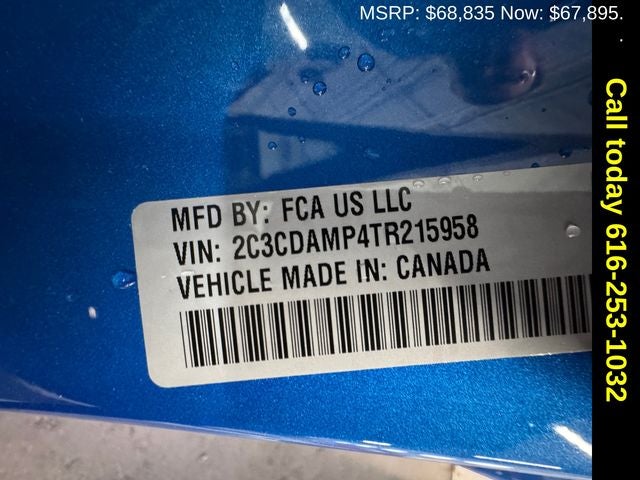 MSRP: $68,835 Now: $67,895.
MFD BY: FCA US LLC
VIN: 2C3CDAMP4TR215958
VEHICLE MADE IN: CANADA
Call today 616-253-1032